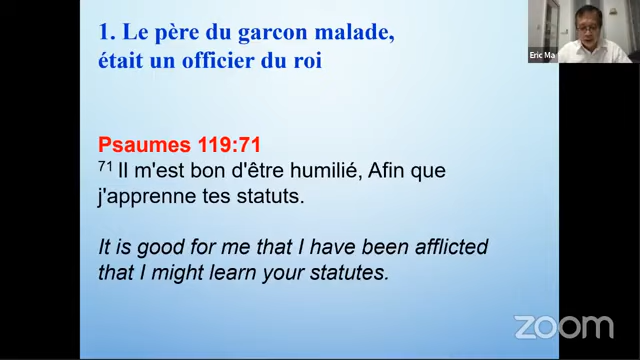 1. Le père du garcon malade,
était un officier du roi
Eric Ma
Psaumes 119:71
71 Il m'est bon d'être humilié, Afin que
j'apprenne tes statuts.
It is good for me that I have been afflicted
that I might learn your statutes.
zoom